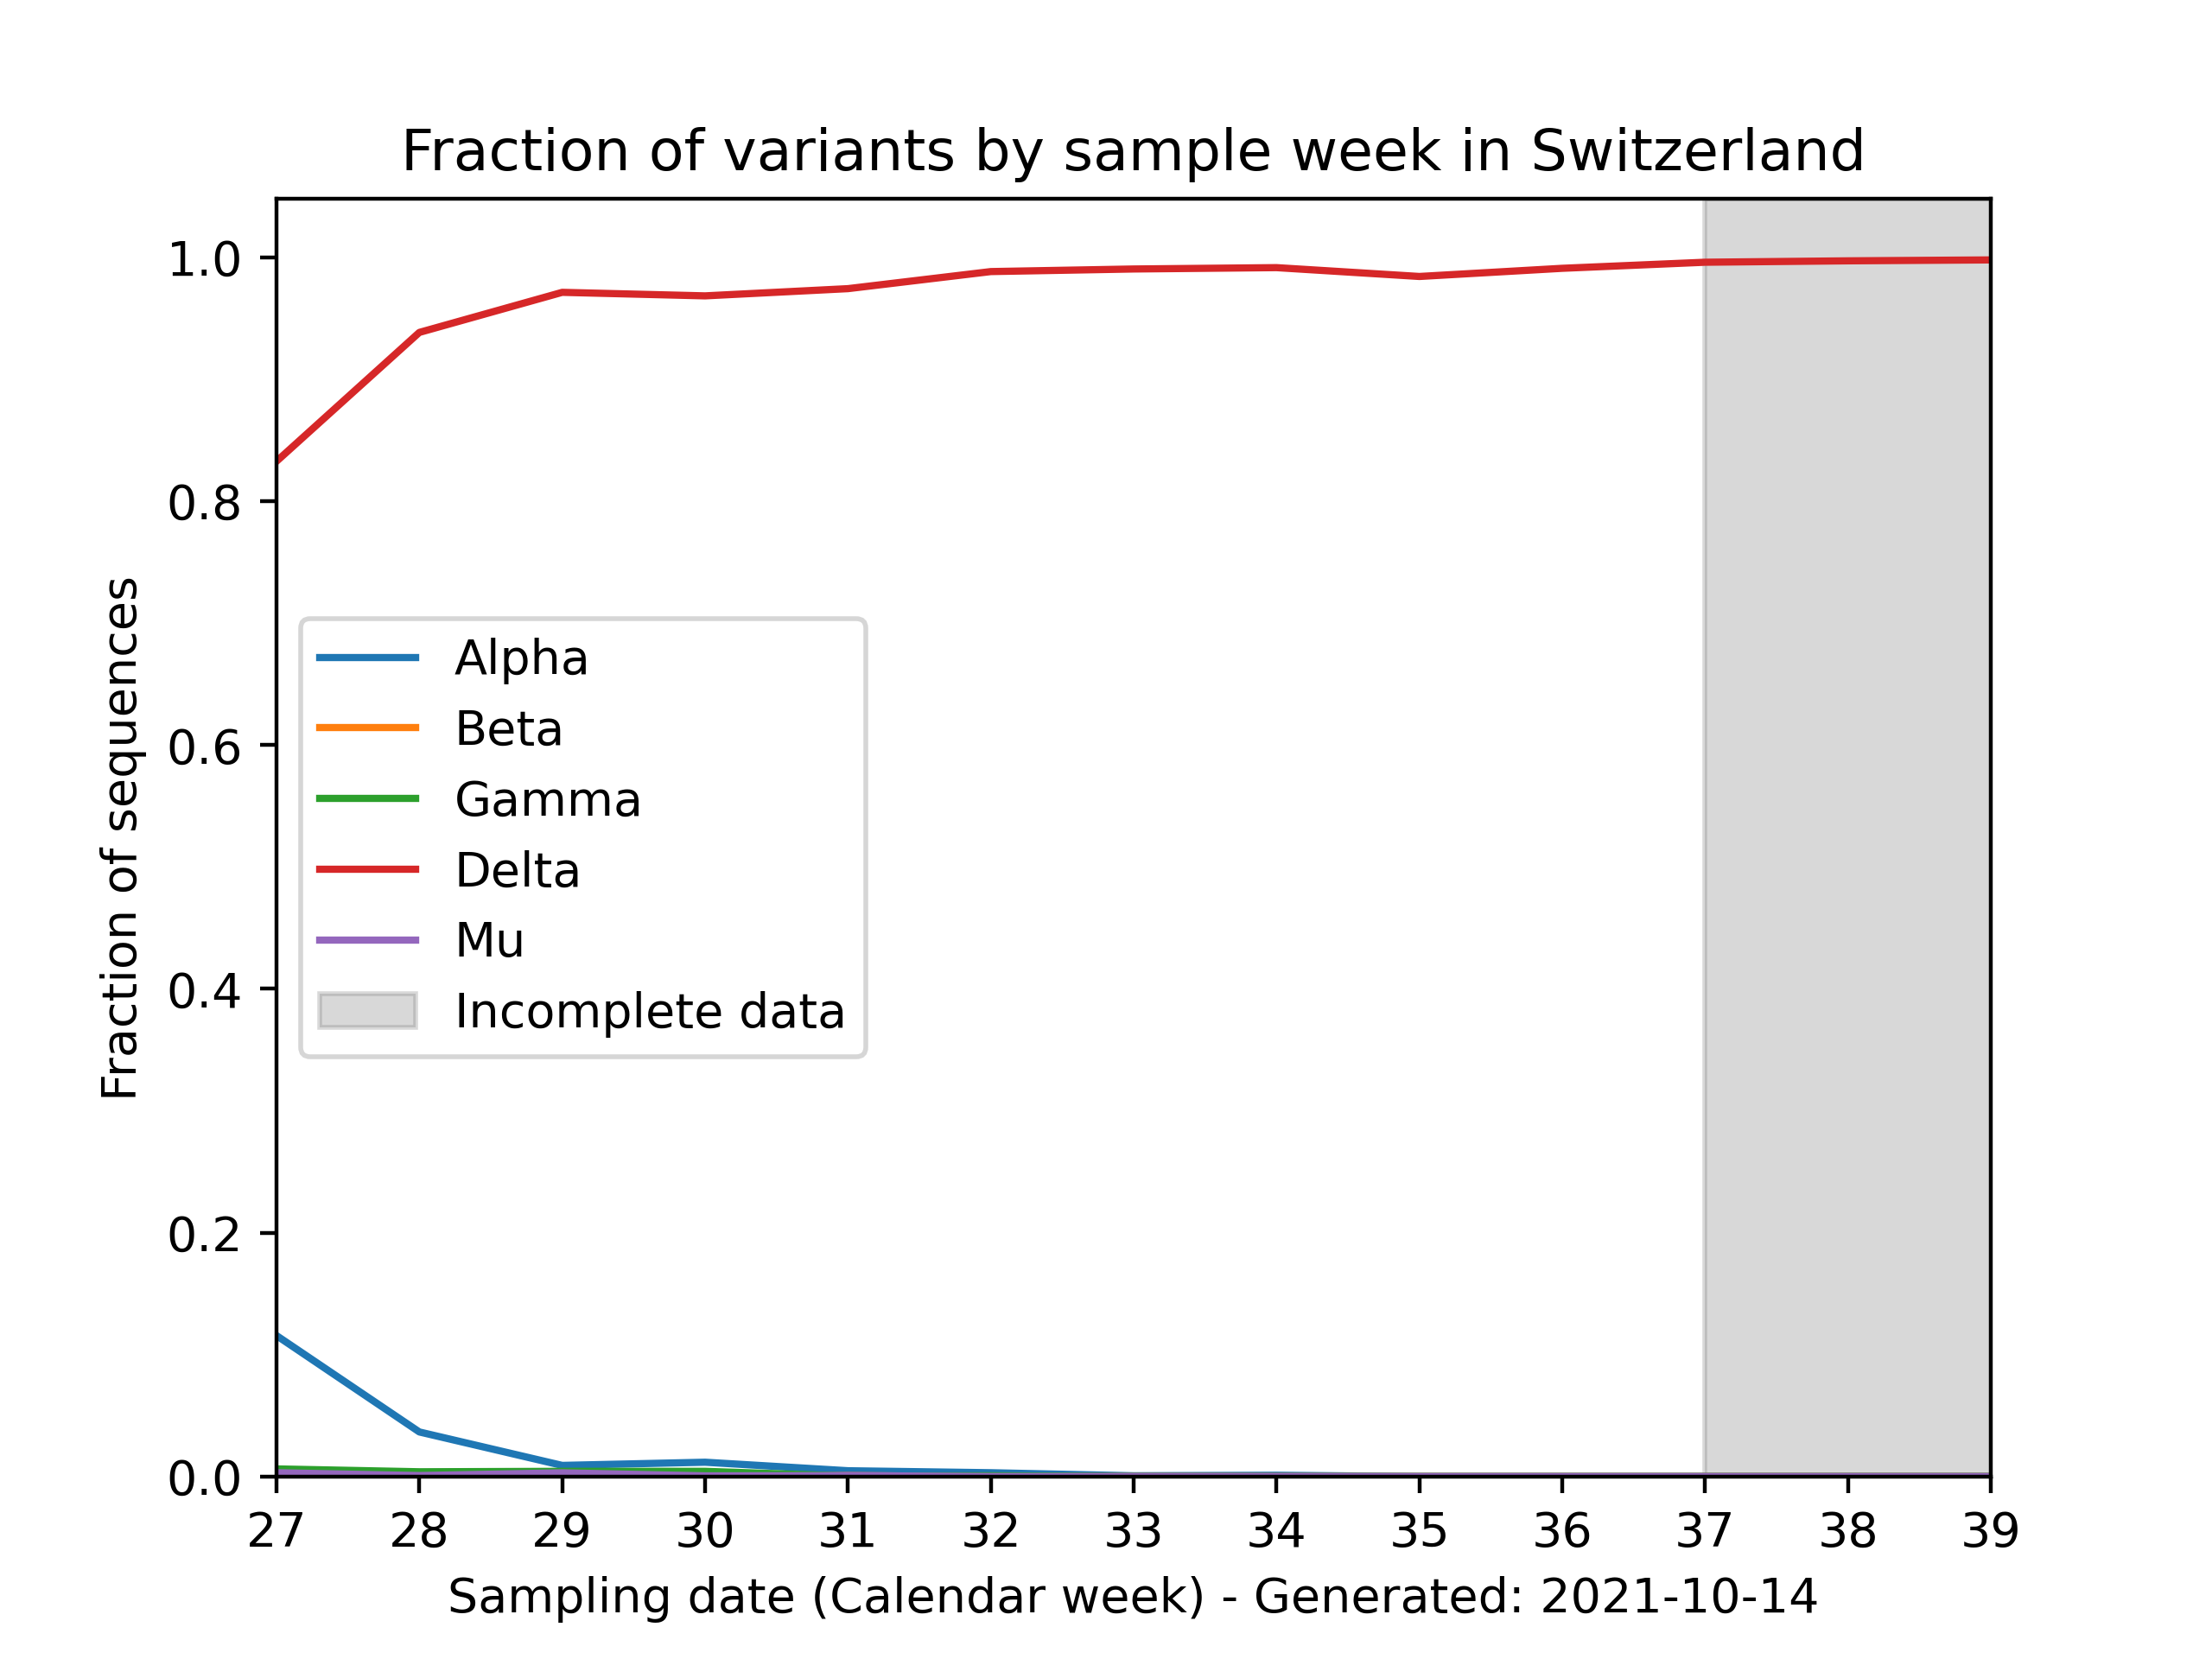 Fraction of variants by sample week in Switzerland
Fraction of sequences
1.0
0.8
0.6
0.4
0.2
0.0
Alpha
Beta
Gamma
Delta
Mu
Incomplete data
27 28 29 30 31 32 33 34 35 36 37 38 39
Sampling date (Calendar week) - Generated: 2021-10-14